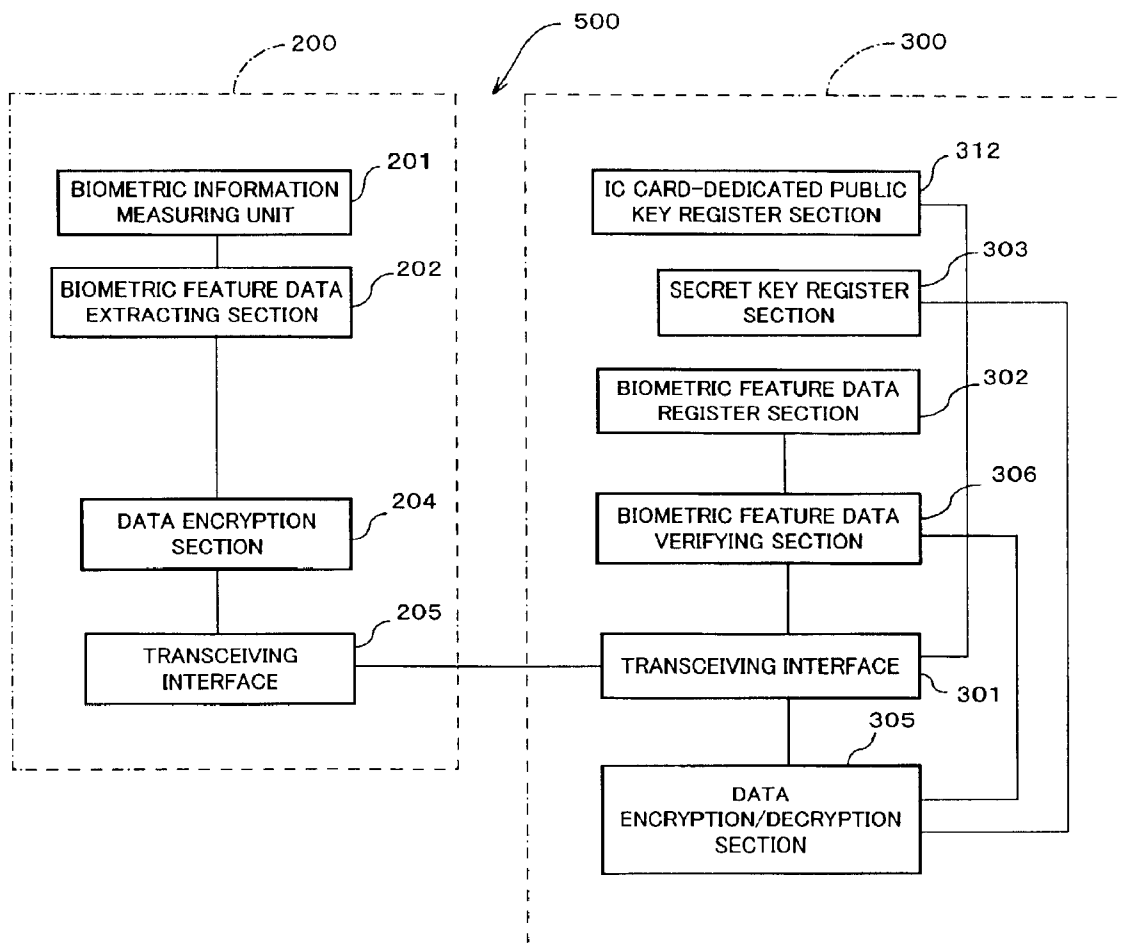 500
200
300
201
BIOMETRIC INFORMATION
MEASURING UNIT
202
BIOMETRIC FEATURE DATA
EXTRACTING SECTION
204
DATA ENCRYPTION
SECTION
205
TRANSCEIVING
INTERFACE
312
IC CARD-DEDICATED PUBLIC
KEY REGISTER SECTION
303
SECRET KEY REGISTER
SECTION
302
BIOMETRIC FEATURE DATA
REGISTER SECTION
306
BIOMETRIC FEATURE DATA
VERIFYING SECTION
TRANSCEIVING INTERFACE
301
305
DATA
ENCRYPTION/DECRYPTION
SECTION